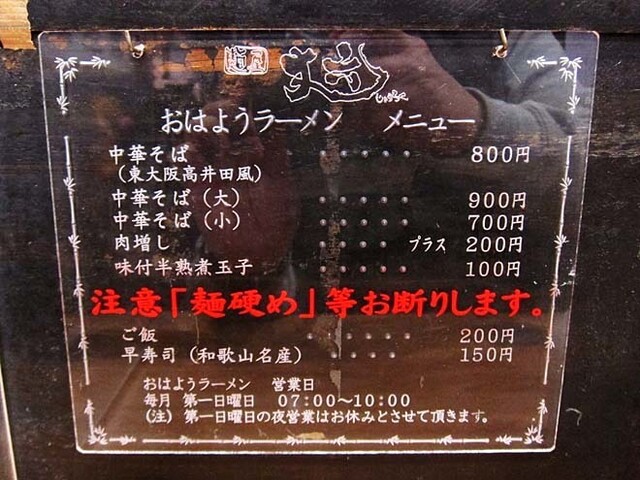 おはようラーメン　メニュー
中華そば　・・・・　800円
（東大阪高井田風）
中華そば（大）　・・・・・　900円
中華そば（小）　・・・・・　700円
肉増し　・・・・・　プラス 200円
味付半熟煮玉子　・・・・・　100円
注意「麺硬め」等お断りします。
ご飯　・・・・・・　200円
早寿司（和歌山名産）　・・・・・　150円
おはようラーメン　営業日
毎月　第一日曜日　07:00～10:00
（注）第一日曜日の夜営業はお休みとさせて頂きます。